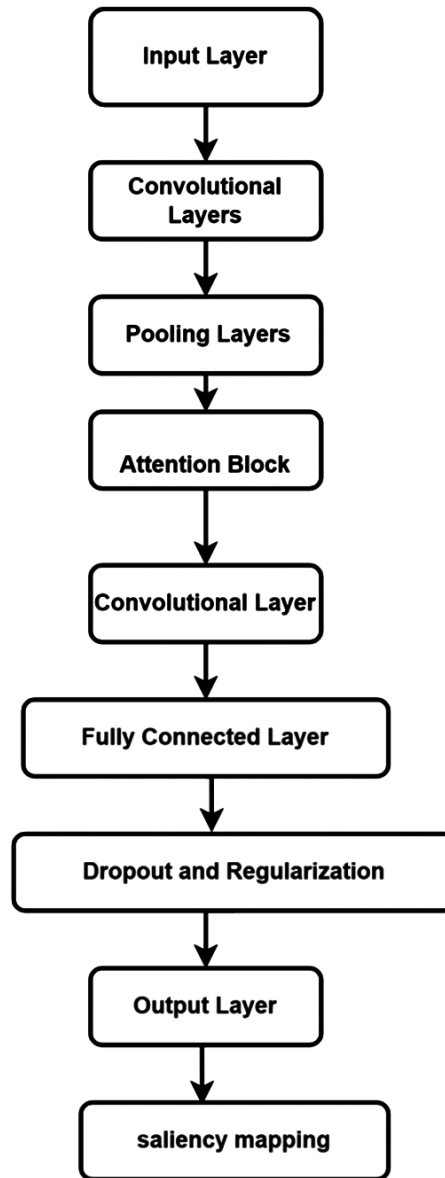 Input Layer
Convolutional
Layers
Pooling Layers
Attention Block
Convolutional Layer
Fully Connected Layer
Dropout and Regularization
Output Layer
saliency mapping